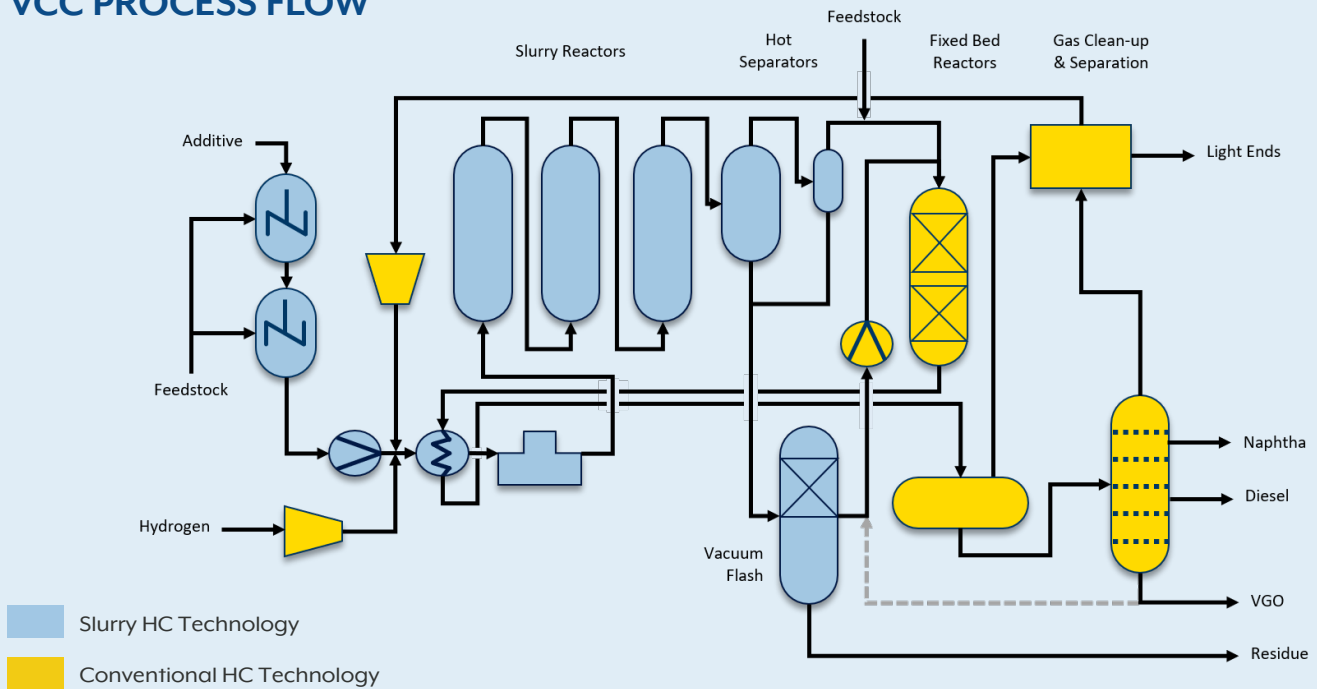 VCC PROCESS FLOW
Feedstock
Slurry Reactors
Hot
Separators
Fixed Bed
Reactors
Gas Clean-up
& Separation
Additive
Light Ends
Feedstock
Naphtha
Diesel
Hydrogen
Vacuum
Flash
VGO
Residue
Slurry HC Technology
Conventional HC Technology